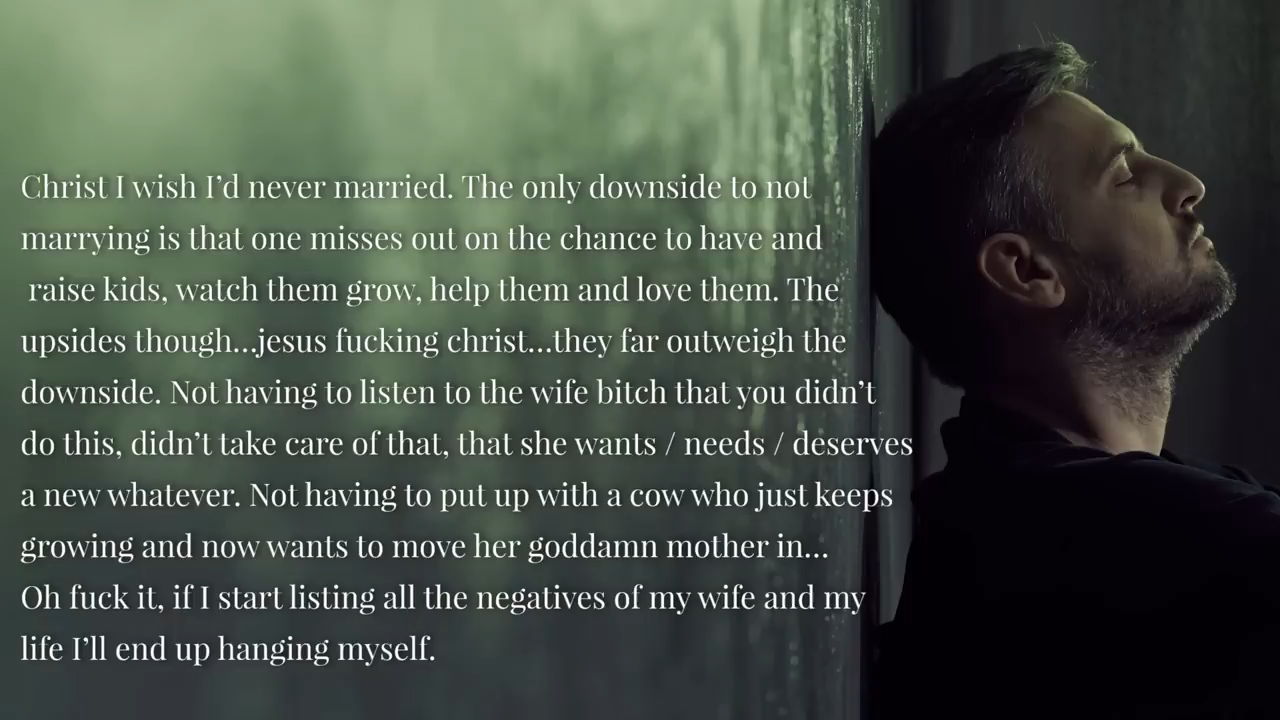 Christ I wish I’d never married. The only downside to not
marrying is that one misses out on the chance to have and
raise kids, watch them grow, help them and love them. The
upsides though...jesus fucking christ...they far outweigh the
downside. Not having to listen to the wife bitch that you didn’t
do this, didn’t take care of that, that she wants / needs / deserves
a new whatever. Not having to put up with a cow who just keeps
growing and now wants to move her goddamn mother in...
Oh fuck it, if I start listing all the negatives of my wife and my
life I’ll end up hanging myself.